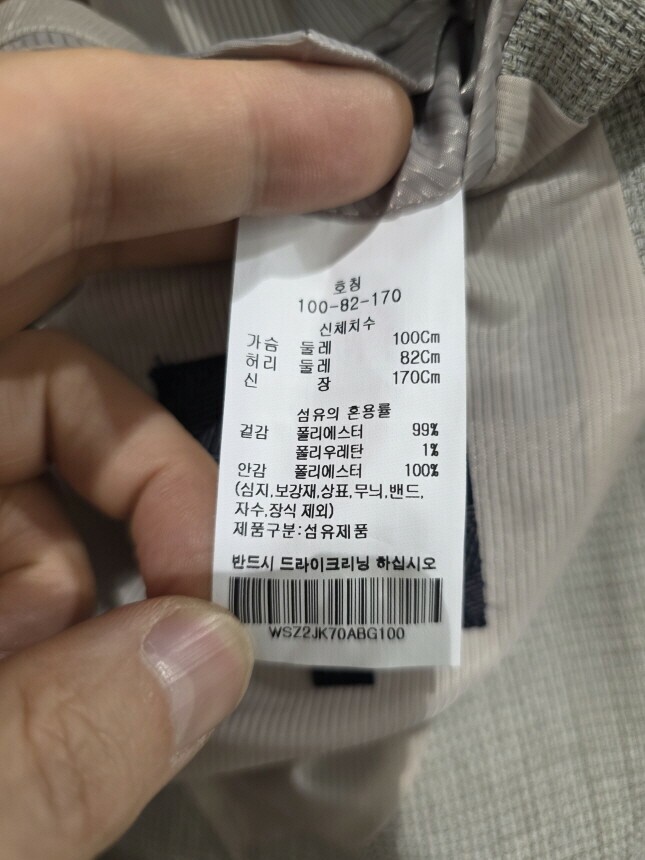 호칭
100-82-170
신체치수
가슴 둘레 100Cm
허리 둘레 82Cm
신 장 170Cm
섬유의 혼용률
겉감 폴리에스터 99%
폴리우레탄 1%
안감 폴리에스터 100%
(심지,보강재,상표,무늬,밴드,
자수,장식 제외)
제품구분:섬유제품
반드시 드라이크리닝 하십시오
WSZ2JK70ABG100